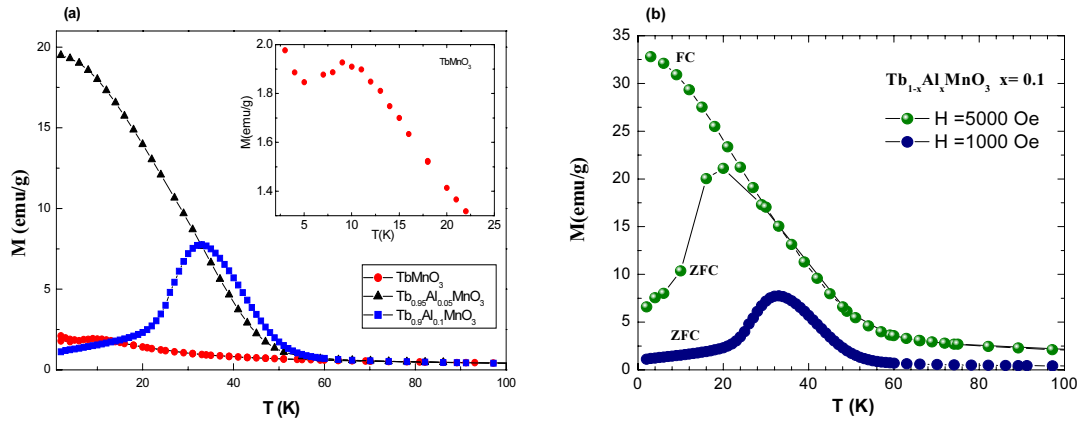 (a)
20
15
10
5
0
20
40
60
80
100
M (emu/g)
T (K)
2.0
1.8
1.6
1.4
5
10
15
20
25
M(emu/g)
T(K)
TbMnO3
TbMnO3
Tb0.95Al0.05MnO3
Tb0.9Al0.1MnO3
(b)
35
30
25
20
15
10
5
0
0
20
40
60
80
100
M(emu/g)
T (K)
FC
ZFC
ZFC
Tb1-xAlxMnO3 x= 0.1
H =5000 Oe
H =1000 Oe